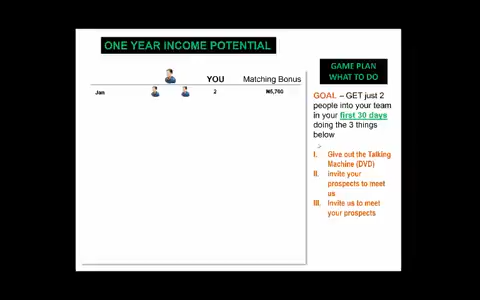 ONE YEAR INCOME POTENTIAL
YOU Matching Bonus
Jan 2 ₦5,760
GAME PLAN
WHAT TO DO
GOAL – GET just 2
people into your team
in your first 30 days
doing the 3 things
below
I. Give out the Talking
Machine (DVD)
II. invite your
prospects to meet
us
III. Invite us to meet
your prospects